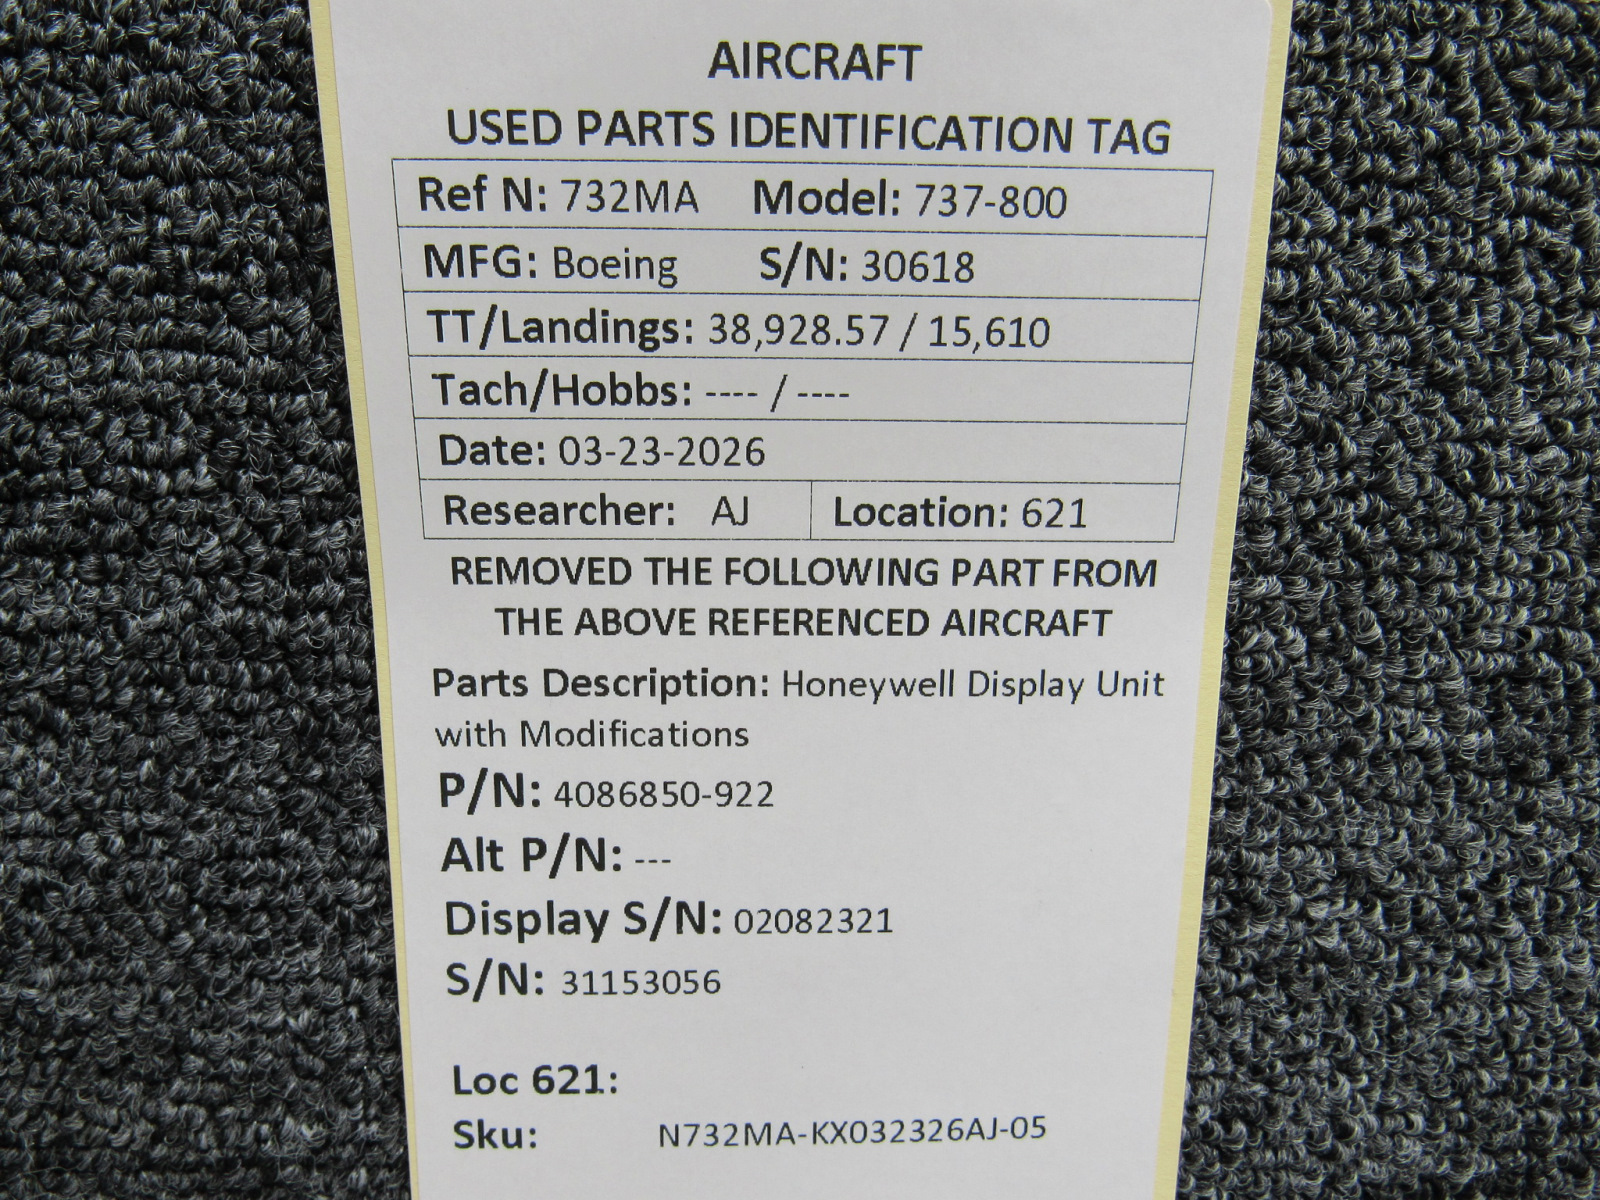 AIRCRAFT
USED PARTS IDENTIFICATION TAG
Ref N: 732MA Model: 737-800
MFG: Boeing S/N: 30618
TT/Landings: 38,928.57 / 15,610
Tach/Hobbs: ---- / ----
Date: 03-23-2026
Researcher: AJ Location: 621
REMOVED THE FOLLOWING PART FROM
THE ABOVE REFERENCED AIRCRAFT
Parts Description: Honeywell Display Unit
with Modifications
P/N: 4086850-922
Alt P/N: ---
Display S/N: 02082321
S/N: 31153056
Loc 621:
Sku: N732MA-KX032326AJ-05